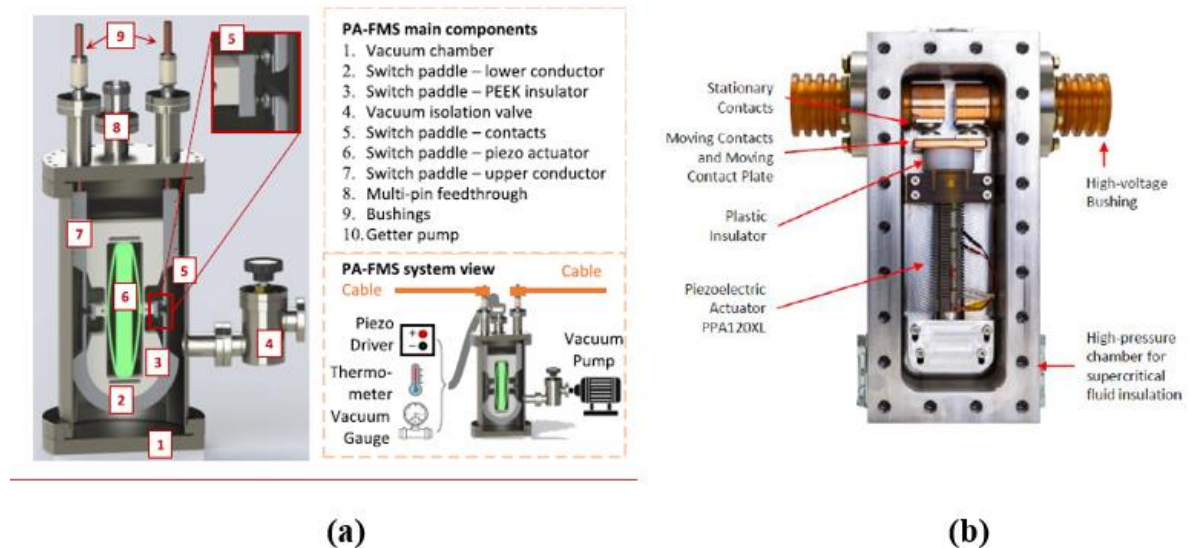 9
5
8
7
6
5
4
3
2
1
PA-FMS main components
1. Vacuum chamber
2. Switch paddle – lower conductor
3. Switch paddle – PEEK insulator
4. Vacuum isolation valve
5. Switch paddle – contacts
6. Switch paddle – piezo actuator
7. Switch paddle – upper conductor
8. Multi-pin feedthrough
9. Bushings
10. Getter pump
PA-FMS system view
Cable
Cable
Piezo
Driver
Thermo-
meter
Vacuum
Gauge
Vacuum
Pump
(a)
Stationary
Contacts
Moving Contacts
and Moving
Contact Plate
Plastic
Insulator
Piezoelectric
Actuator
PPA120XL
High-voltage
Bushing
High-pressure
chamber for
supercritical
fluid insulation
(b)